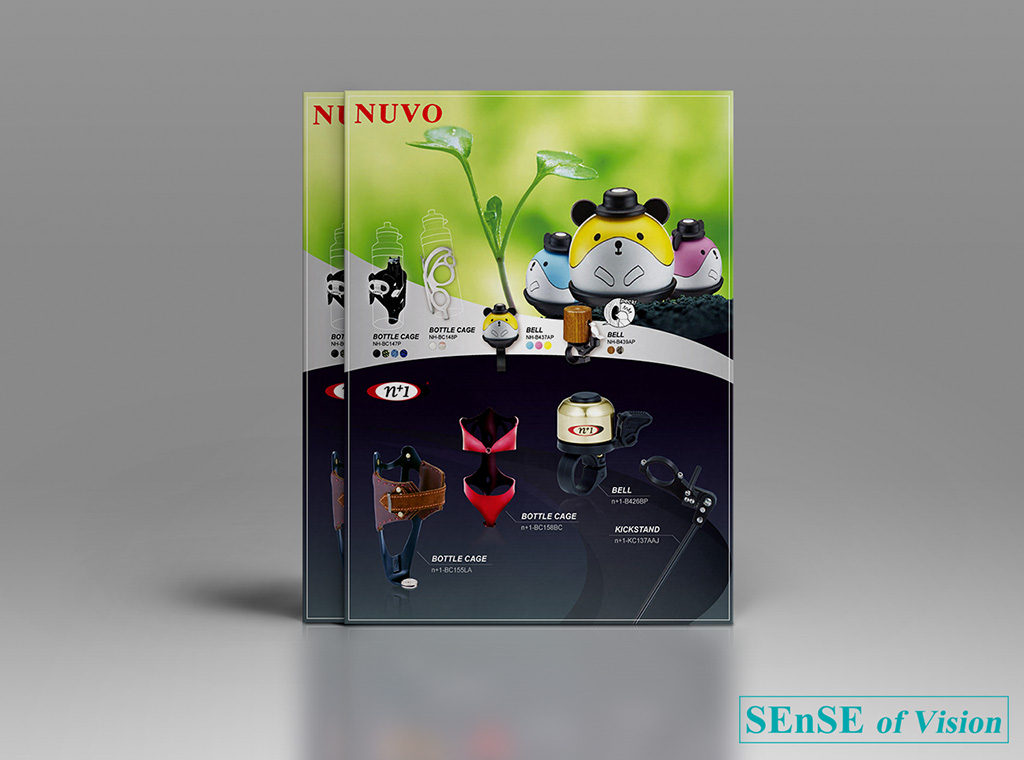 NU
NUVO
BOTTLE CAGE
NH-BC147P
BOTTLE CAGE
NH-BC148P
BELL
NH-B437AP
BELL
NH-B439AP
n+1
n+1
BELL
n+1-B426BP
BOTTLE CAGE
n+1-BC158BC
KICKSTAND
n+1-KC137AAJ
BOTTLE CAGE
n+1-BC155LA
SEnSE of Vision